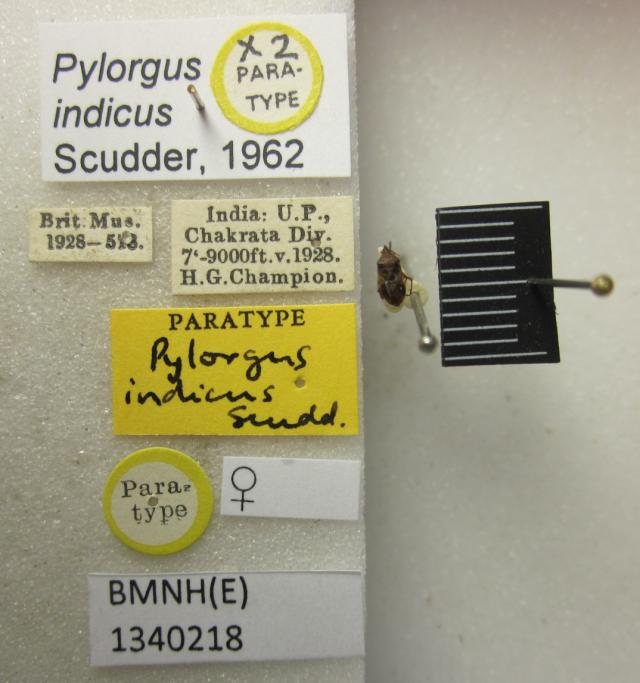 Pylorgus
indicus
Scudder, 1962
X 2
PARA-
TYPE
Brit. Mus.
1928—513.
India: U.P.,
Chakrata Div.
7-9000ft.v.1928.
H.G.Champion.
PARATYPE
Pylorgus
indicus
Scudd.
Para-
type
♀
BMNH(E)
1340218